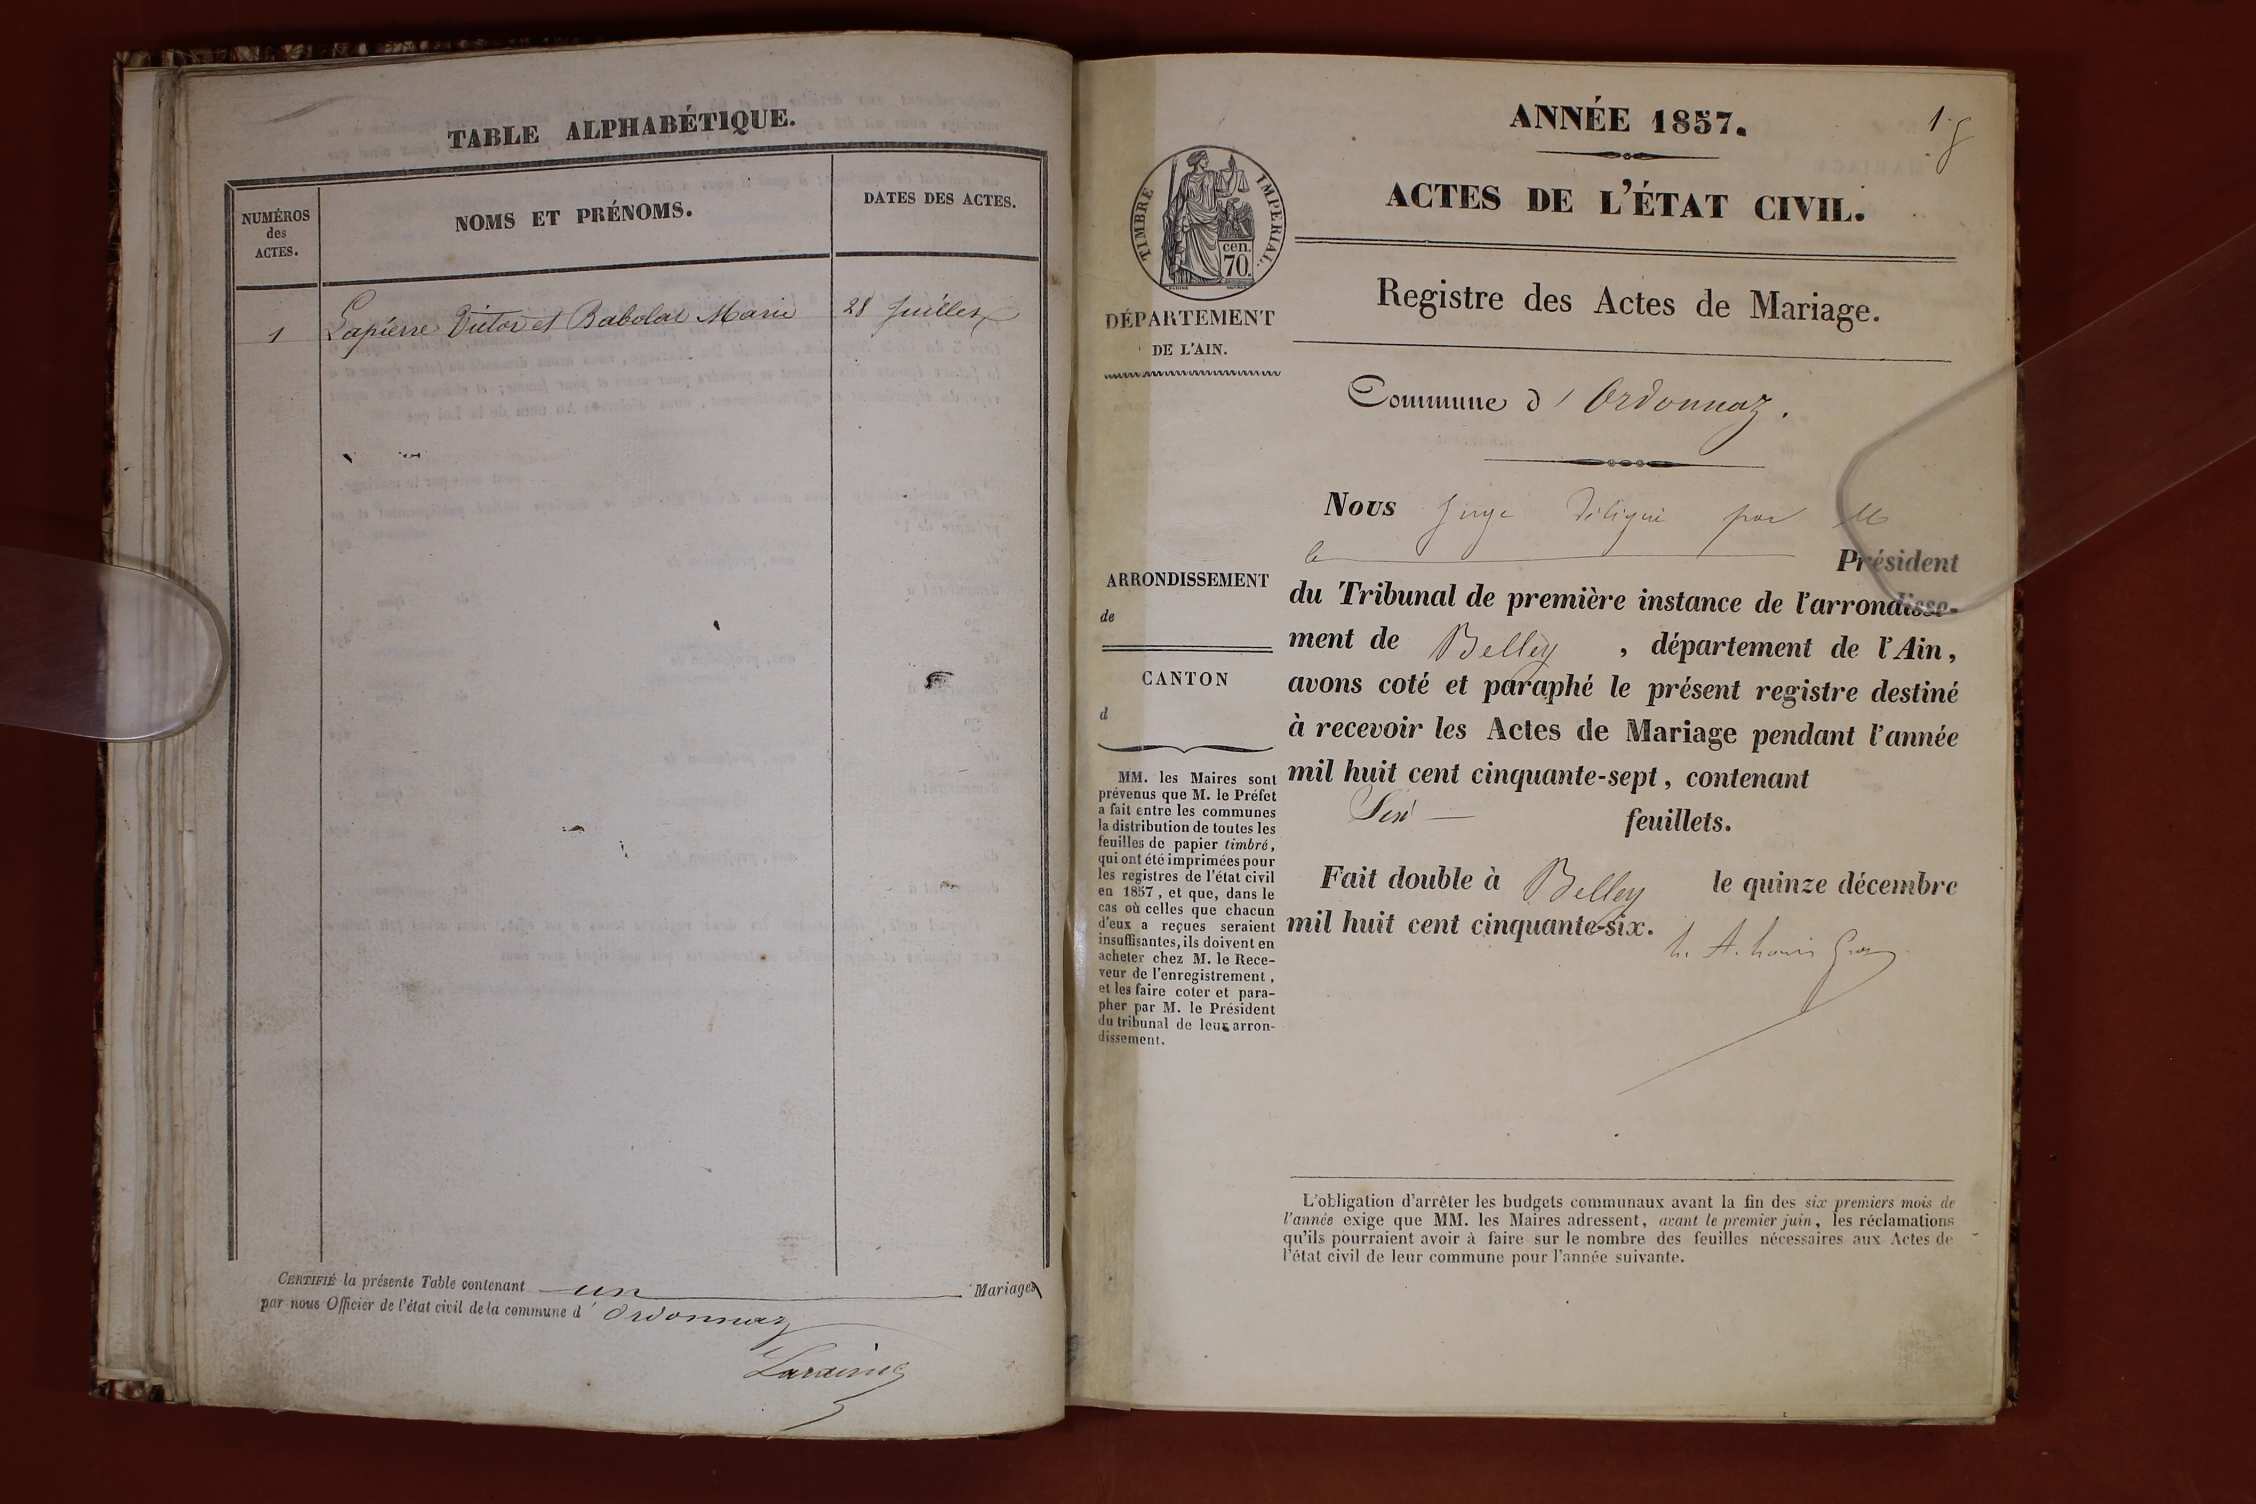 TABLE ALPHABÉTIQUE.
NUMÉROS
des
ACTES.
NOMS ET PRÉNOMS.
DATES DES ACTES.
1
Lapierre Victor et Babolat Marie
28 Juillet
CERTIFIÉ la présente Table contenant un Mariages
par nous Officier de l'état civil de la commune d' Ordonnaz
ANNÉE 1857.
1
ACTES DE L'ÉTAT CIVIL.
TIMBRE IMPERIAL
cen.
70.
Registre des Actes de Mariage.
DÉPARTEMENT
DE L'AIN.
Commune d' Ordonnaz.
Nous Juge délégué par M
le Président
ARRONDISSEMENT
de
du Tribunal de première instance de l'arrondisse-
ment de Belley, département de l'Ain,
CANTON
d
avons coté et paraphé le présent registre destiné
à recevoir les Actes de Mariage pendant l'année
mil huit cent cinquante-sept, contenant
Six feuillets.
Fait double à Belley le quinze décembre
mil huit cent cinquante-six.
MM. les Maires sont
prévenus que M. le Préfet
a fait entre les communes
la distribution de toutes les
feuilles de papier timbré,
qui ont été imprimées pour
les registres de l'état civil
en 1857, et que, dans le
cas où celles que chacun
d'eux a reçues seraient
insuffisantes, ils doivent en
acheter chez M. le Rece-
veur de l'enregistrement,
et les faire coter et para-
pher par M. le Président
du tribunal de leur arron-
dissement.
L'obligation d'arrêter les budgets communaux avant la fin des six premiers mois de
l'année exige que MM. les Maires adressent, avant le premier juin, les réclamations
qu'ils pourraient avoir à faire sur le nombre des feuilles nécessaires aux Actes de
l'état civil de leur commune pour l'année suivante.